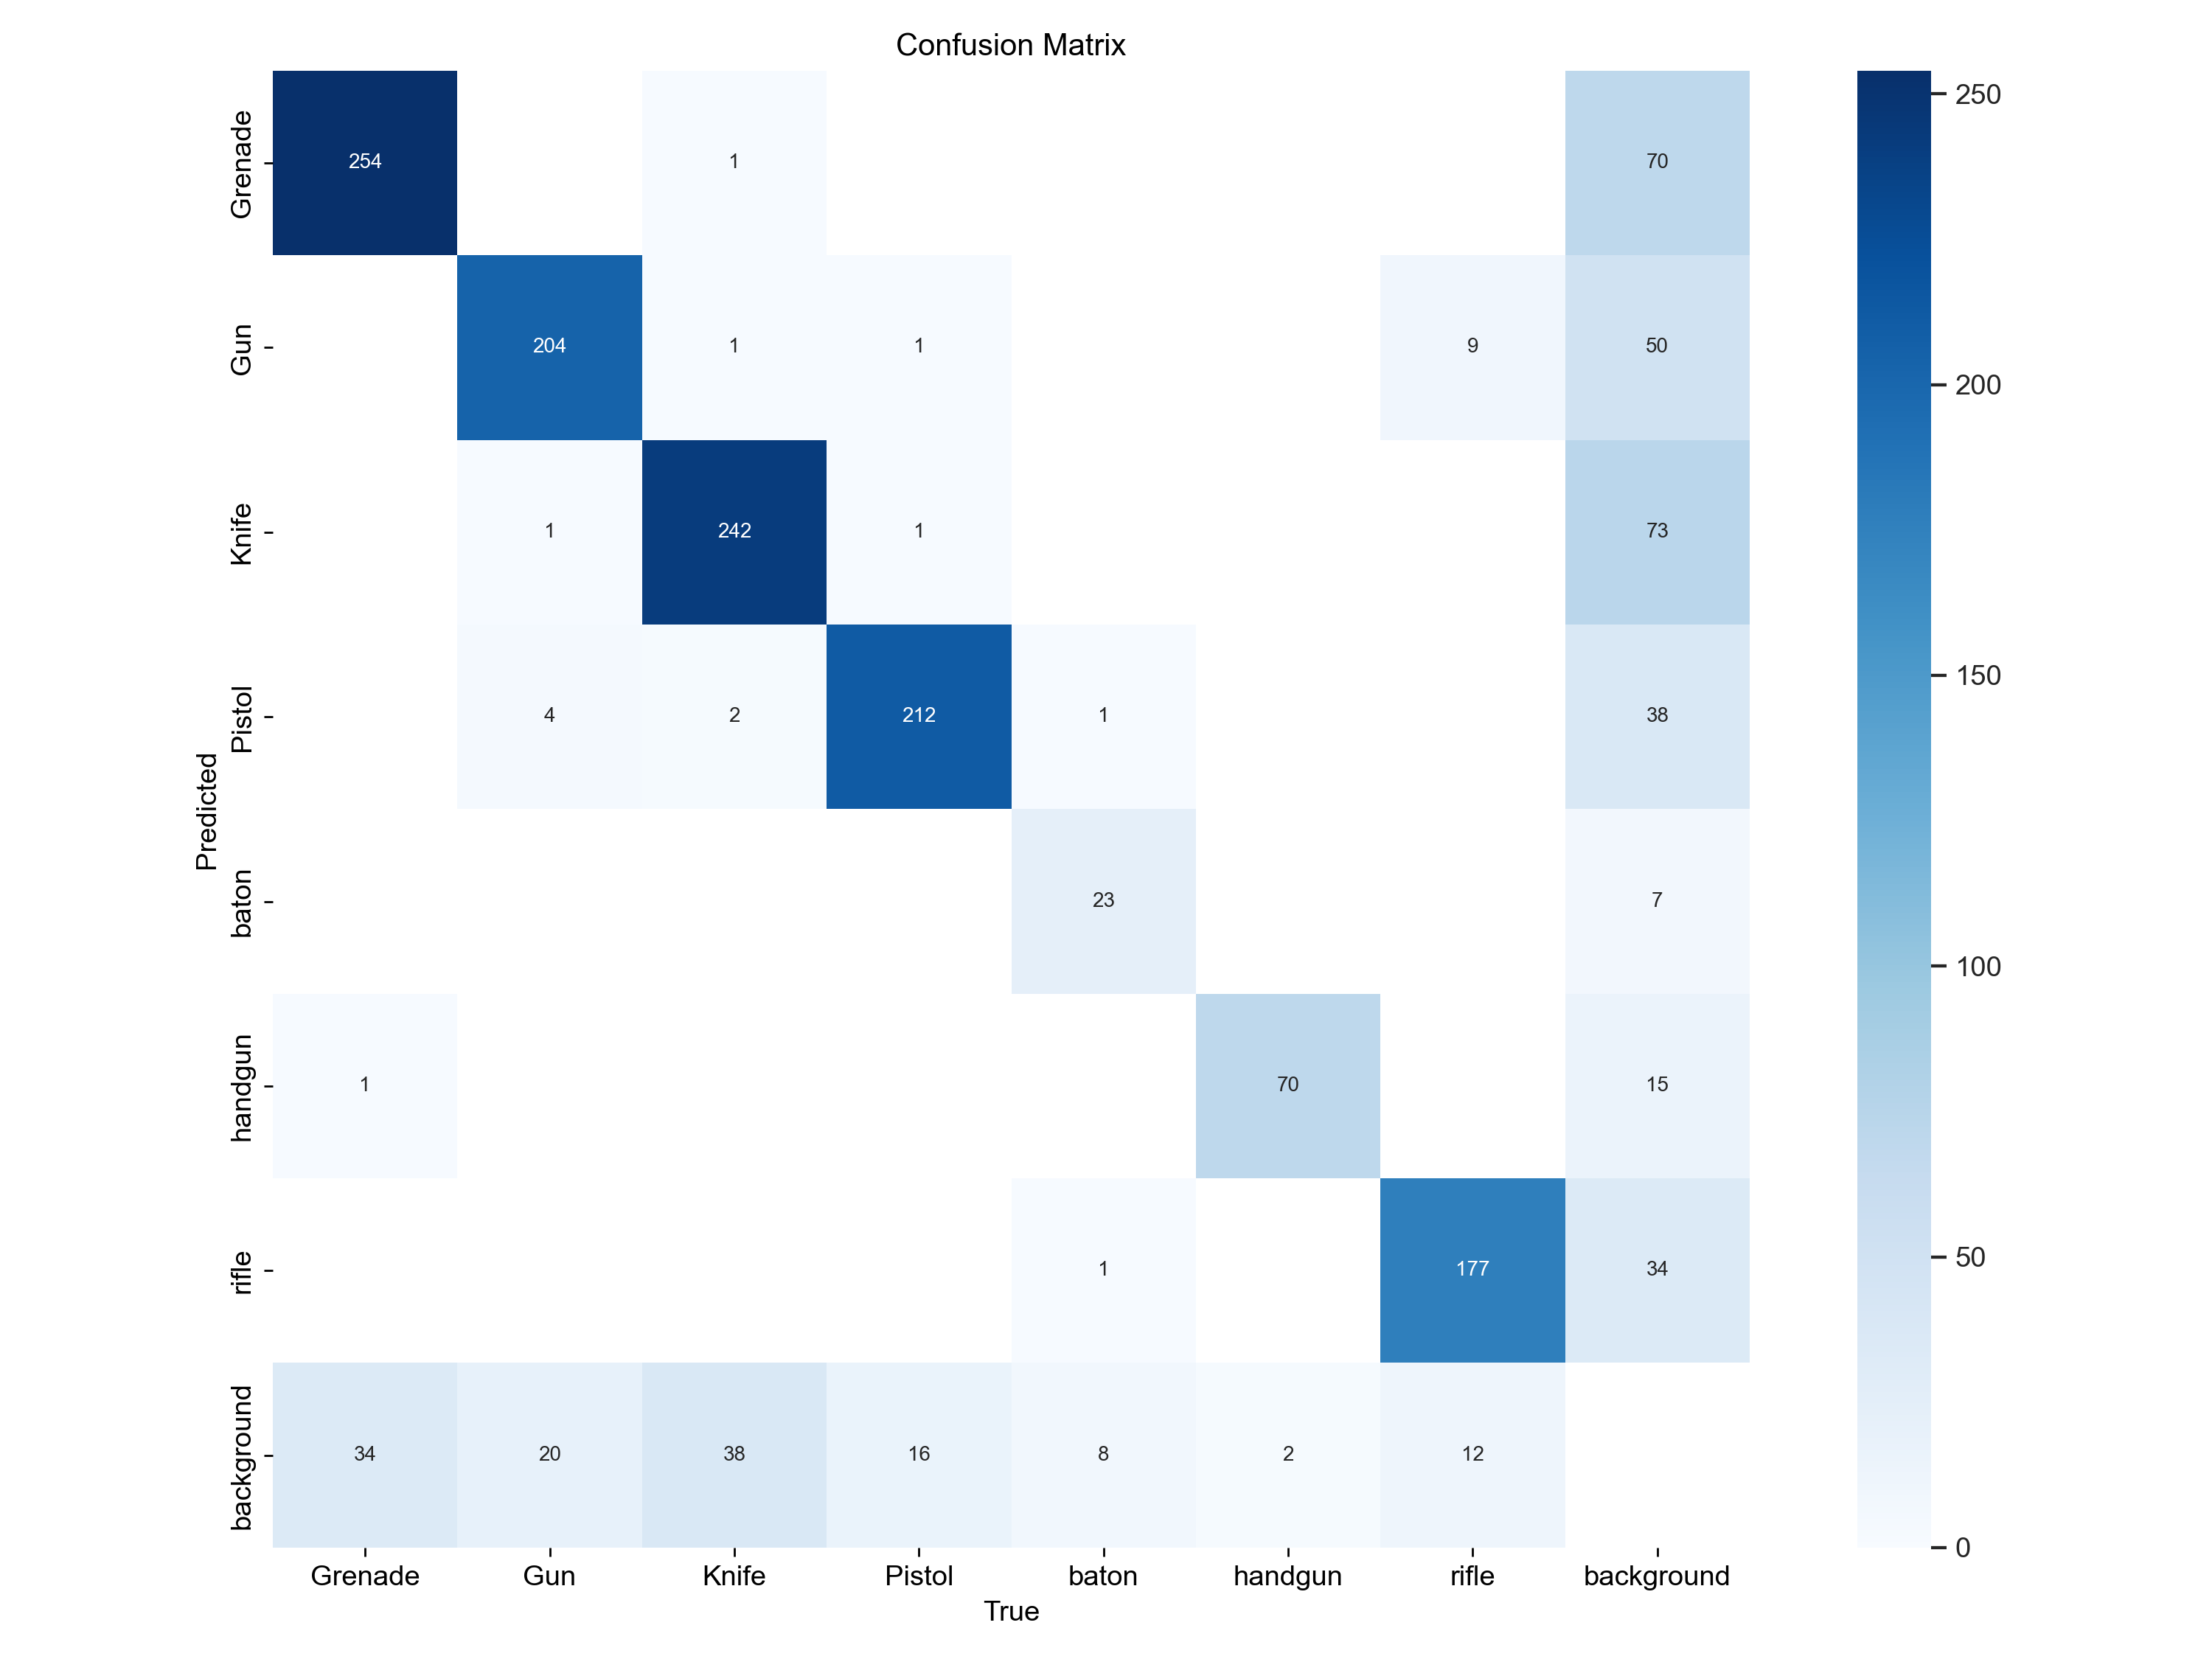 Confusion Matrix
Grenade 254 1 70
Gun 204 1 1 9 50
Knife 1 242 1 73
Pistol 4 2 212 1 38
baton 23 7
handgun 1 70 15
rifle 1 177 34
background 34 20 38 16 8 2 12
Predicted
Grenade Gun Knife Pistol baton handgun rifle background
True
250
200
150
100
50
0